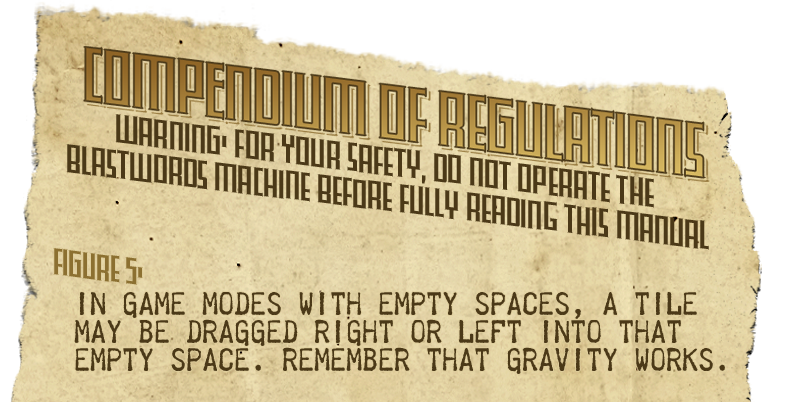 COMPENDIUM OF REGULATIONS
WARNING: FOR YOUR SAFETY, DO NOT OPERATE THE
BLASTWORDS MACHINE BEFORE FULLY READING THIS MANUAL
FIGURE 5:
IN GAME MODES WITH EMPTY SPACES, A TILE
MAY BE DRAGGED RIGHT OR LEFT INTO THAT
EMPTY SPACE. REMEMBER THAT GRAVITY WORKS.